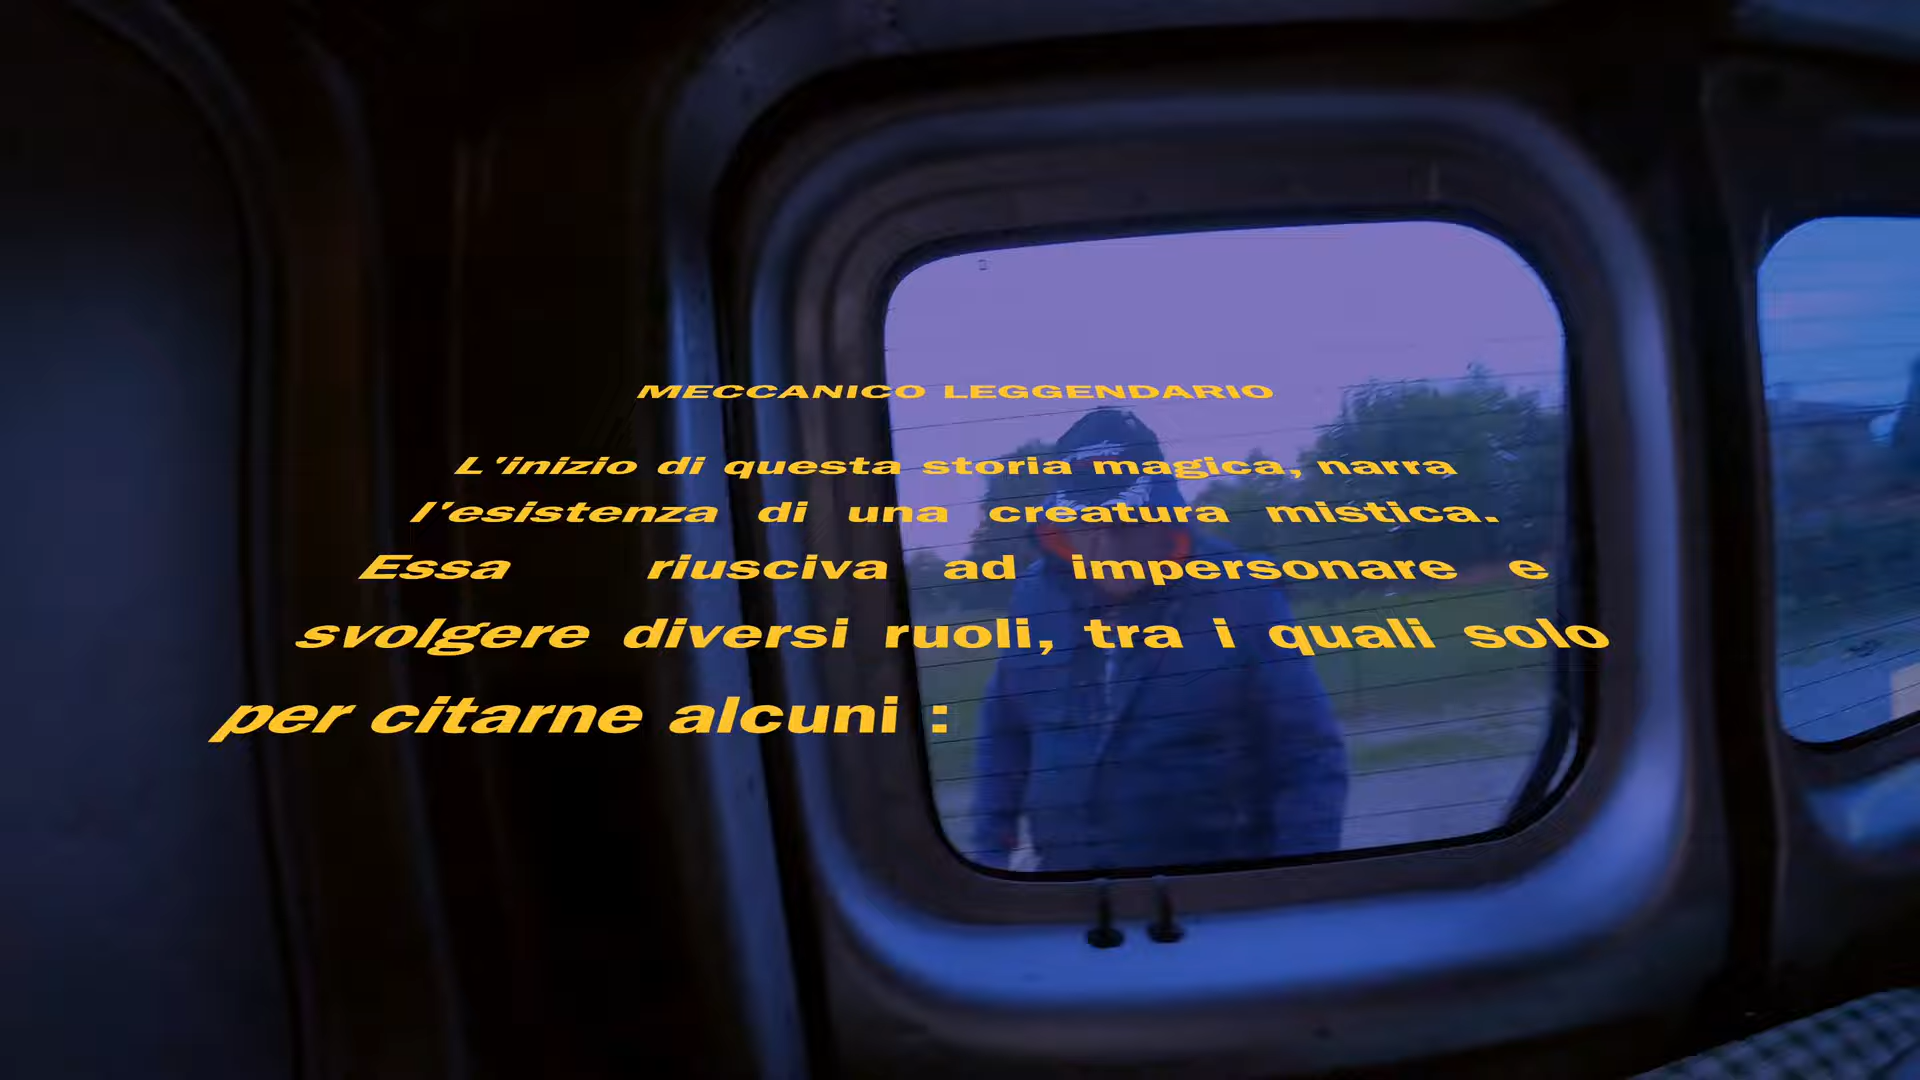 MECCANICO LEGGENDARIO
L'inizio di questa storia magica, narra
l'esistenza di una creatura mistica.
Essa riusciva ad impersonare e
svolgere diversi ruoli, tra i quali solo
per citarne alcuni :